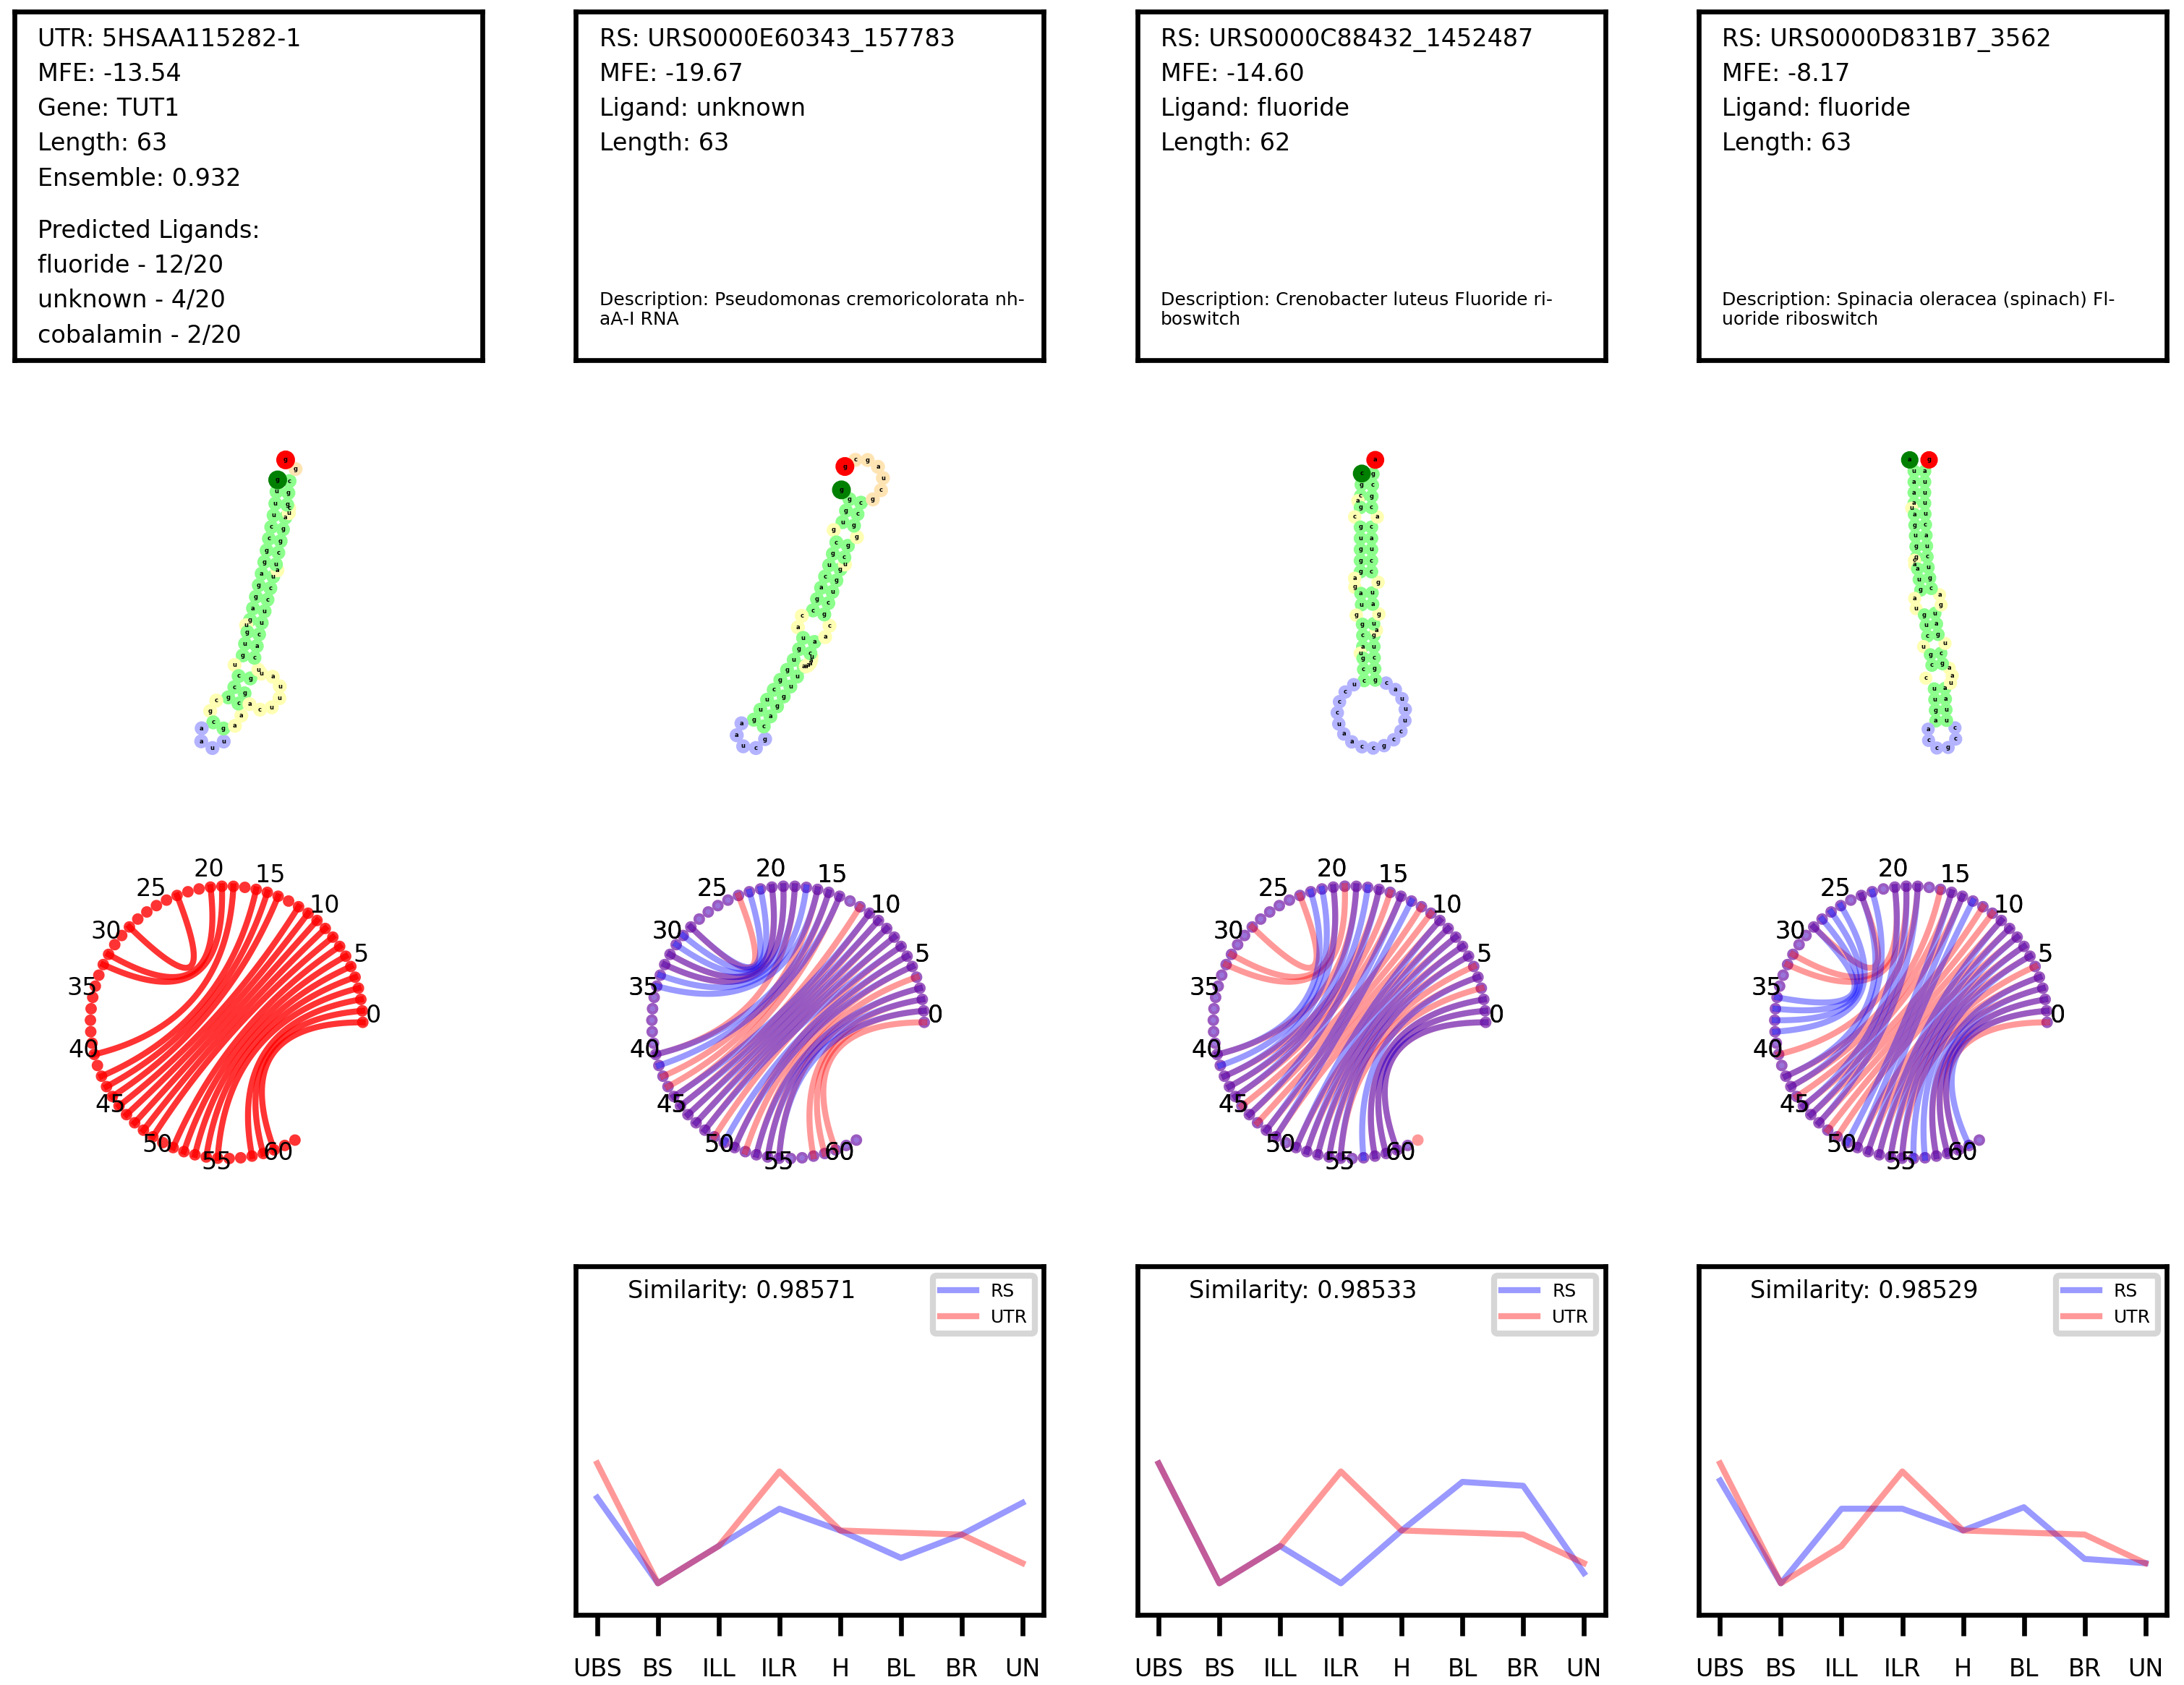 UTR: 5HSAA115282-1
MFE: -13.54
Gene: TUT1
Length: 63
Ensemble: 0.932
Predicted Ligands:
fluoride - 12/20
unknown - 4/20
cobalamin - 2/20
RS: URS0000E60343_157783
MFE: -19.67
Ligand: unknown
Length: 63
Description: Pseudomonas cremoricolorata nh-
aA-I RNA
RS: URS0000C88432_1452487
MFE: -14.60
Ligand: fluoride
Length: 62
Description: Crenobacter luteus Fluoride ri-
boswitch
RS: URS0000D831B7_3562
MFE: -8.17
Ligand: fluoride
Length: 63
Description: Spinacia oleracea (spinach) Fl-
uoride riboswitch
0 5 10 15 20 25 30 35 40 45 50 55 60
0 5 10 15 20 25 30 35 40 45 50 55 60
0 5 10 15 20 25 30 35 40 45 50 55 60
0 5 10 15 20 25 30 35 40 45 50 55 60
Similarity: 0.98571
RS
UTR
UBS BS ILL ILR H BL BR UN
Similarity: 0.98533
RS
UTR
UBS BS ILL ILR H BL BR UN
Similarity: 0.98529
RS
UTR
UBS BS ILL ILR H BL BR UN